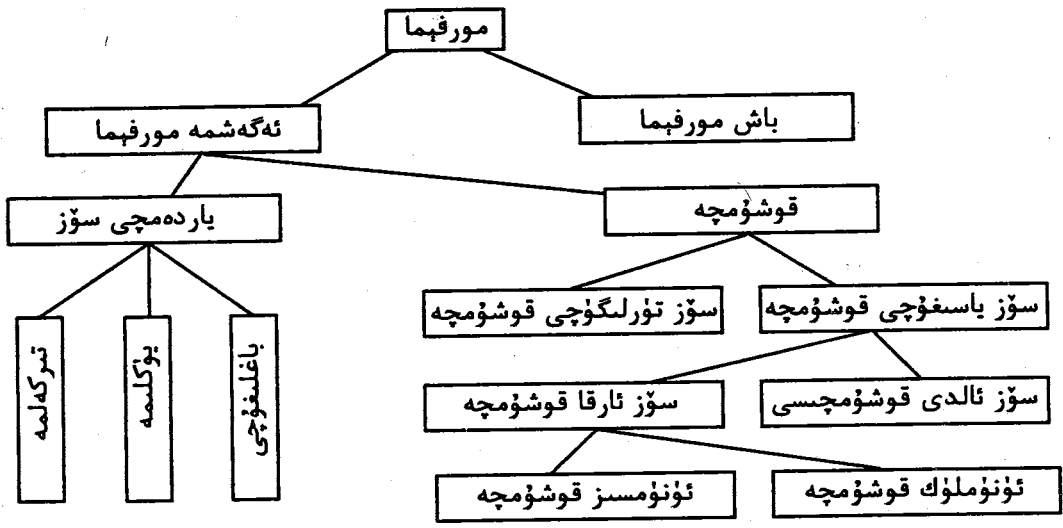 مورفېما
باش مورفېما
ئەگەشمە مورفېما
قوشۇمچە
ياردەمچى سۆز
سۆز ياسىغۇچى قوشۇمچە
سۆز تۈرلىگۈچى قوشۇمچە
باغلىغۇچى
يۈكلىمە
تىركەلمە
سۆز ئالدى قوشۇمچىسى
سۆز ئارقا قوشۇمچە
ئۈنۈملۈك قوشۇمچە
ئۈنۈمسىز قوشۇمچە